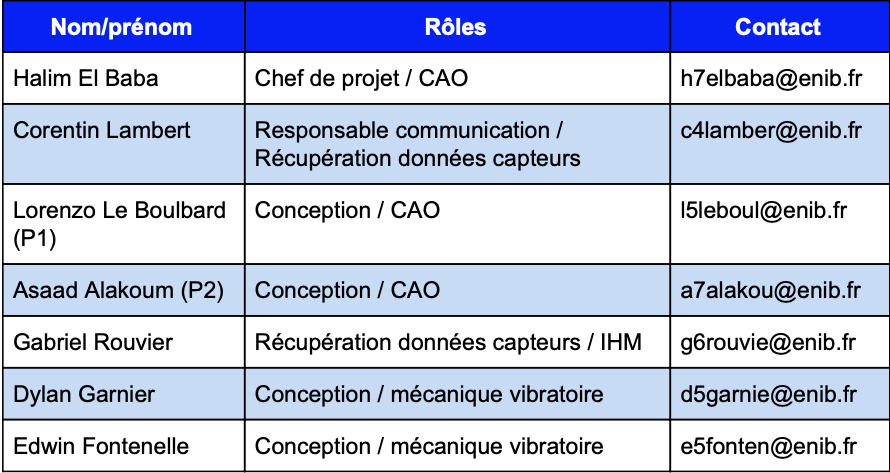 Nom/prénom Rôles Contact
Halim El Baba Chef de projet / CAO h7elbaba@enib.fr
Corentin Lambert Responsable communication / c4lamber@enib.fr
Récupération données capteurs
Lorenzo Le Boulbard Conception / CAO l5leboul@enib.fr
(P1)
Asaad Alakoum (P2) Conception / CAO a7alakou@enib.fr
Gabriel Rouvier Récupération données capteurs / IHM g6rouvie@enib.fr
Dylan Garnier Conception / mécanique vibratoire d5garnie@enib.fr
Edwin Fontenelle Conception / mécanique vibratoire e5fonten@enib.fr